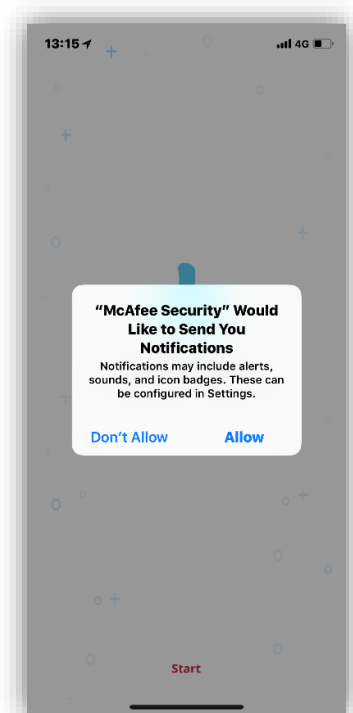 13:15 4G
“McAfee Security” Would
Like to Send You
Notifications
Notifications may include alerts,
sounds, and icon badges. These can
be configured in Settings.
Don’t Allow Allow
Start